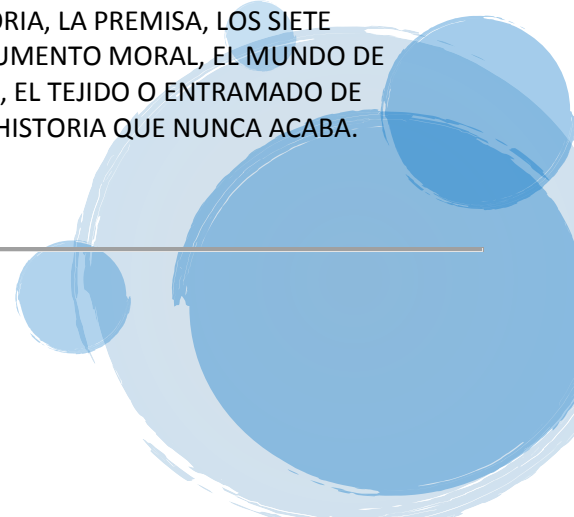 ORIA, LA PREMISA, LOS SIETE
UMENTO MORAL, EL MUNDO DE
, EL TEJIDO O ENTRAMADO DE
HISTORIA QUE NUNCA ACABA.